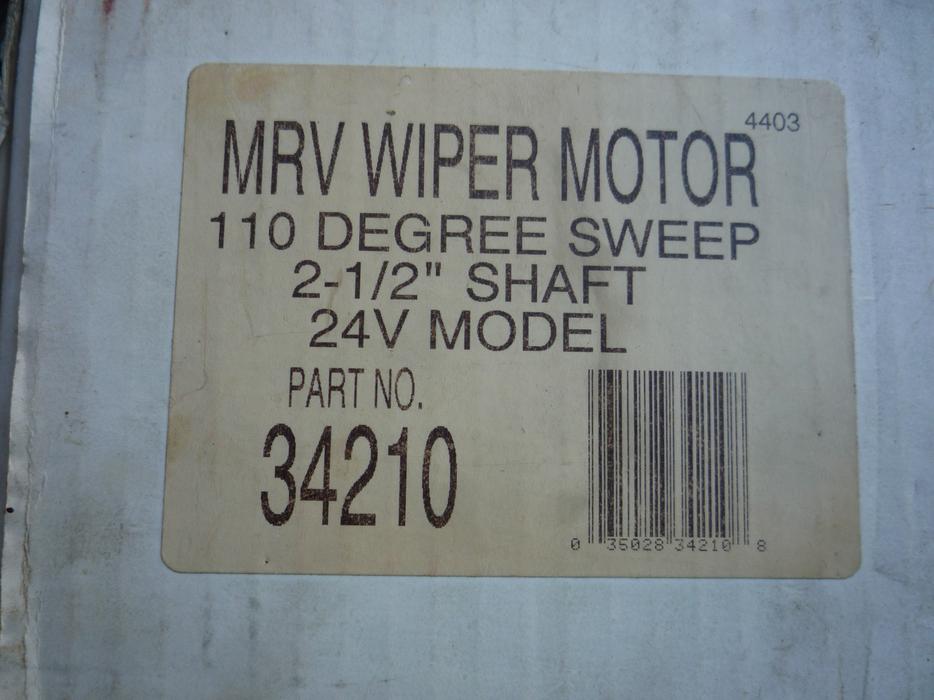 4403
MRV WIPER MOTOR
110 DEGREE SWEEP
2-1/2" SHAFT
24V MODEL
PART NO.
34210
0 35028 34210 8